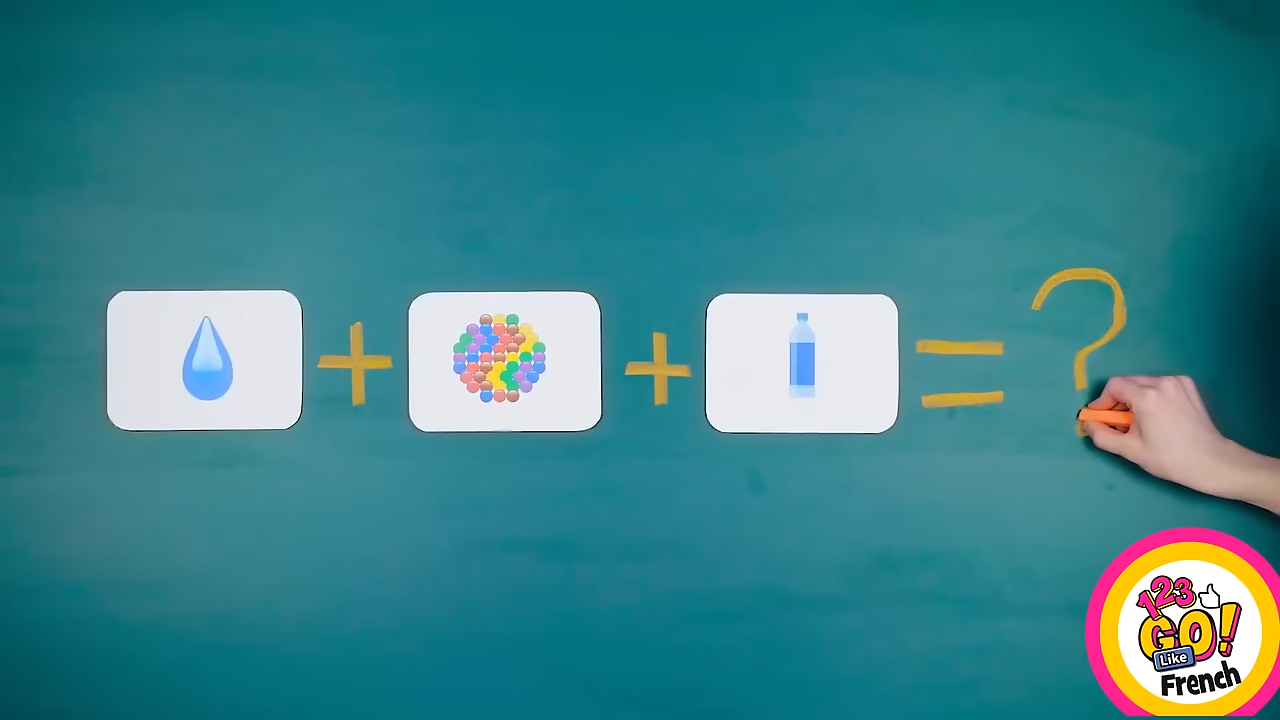 + + = ?
123
GO!
Like
French